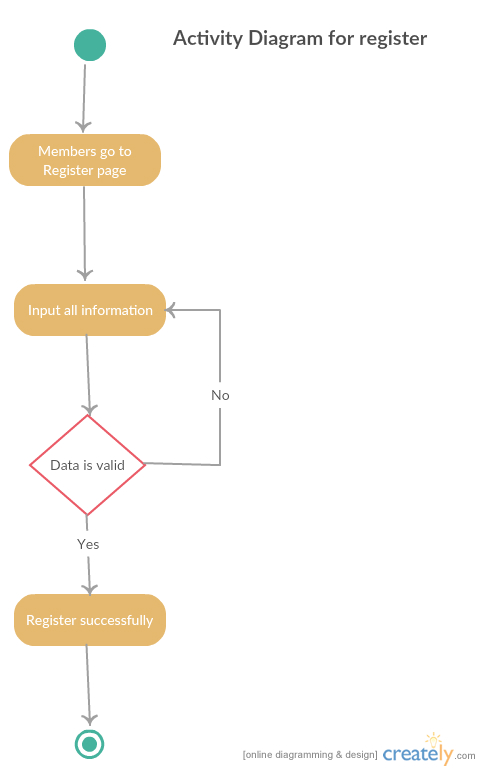 Activity Diagram for register
Members go to
Register page
Input all information
No
Data is valid
Yes
Register successfully
[online diagramming & design] creately.com